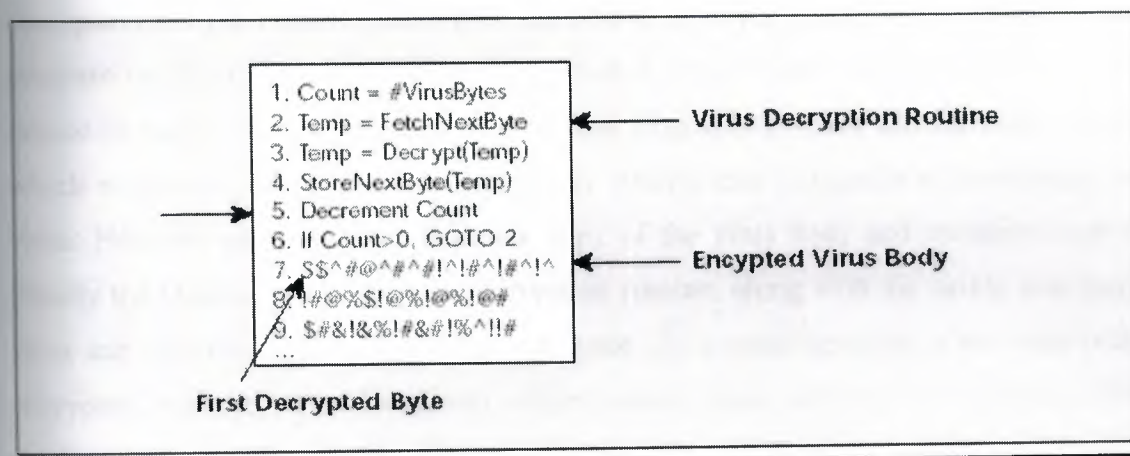 1. Count = #VirusBytes
2. Temp = FetchNextByte
Virus Decryption Routine
3. Temp = Decrypt(Temp)
4. StoreNextByte(Temp)
5. Decrement Count
6. If Count>0, GOTO 2
7. $$^#@^#^#!^!#^!#^!^
Encypted Virus Body
8. !#@%$!@%!@%!@#
9. $#&!&%!#&#!%^!!#
...
First Decrypted Byte